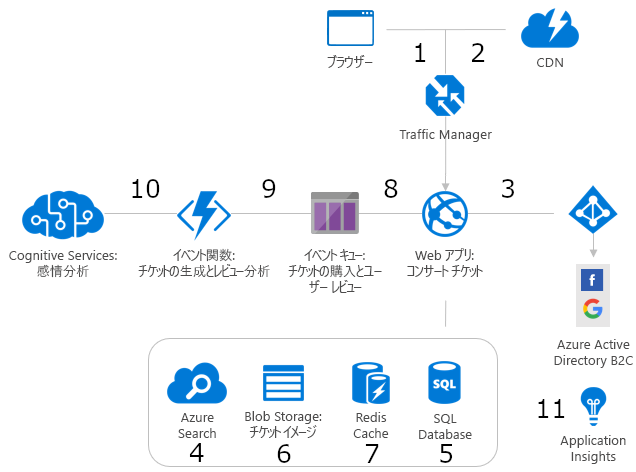 1
2
ブラウザー
CDN
Traffic Manager
10
9
8
3
Cognitive Services:
感情分析
イベント関数:
チケットの生成とレビュー分析
イベント キュー:
チケットの購入とユー
ザー レビュー
Web アプリ:
コンサート チケット
f
G
Azure Active
Directory B2C
Azure
Search
4
Blob Storage:
チケット イメージ
6
Redis
Cache
7
SQL
SQL
Database
5
11
Application
Insights